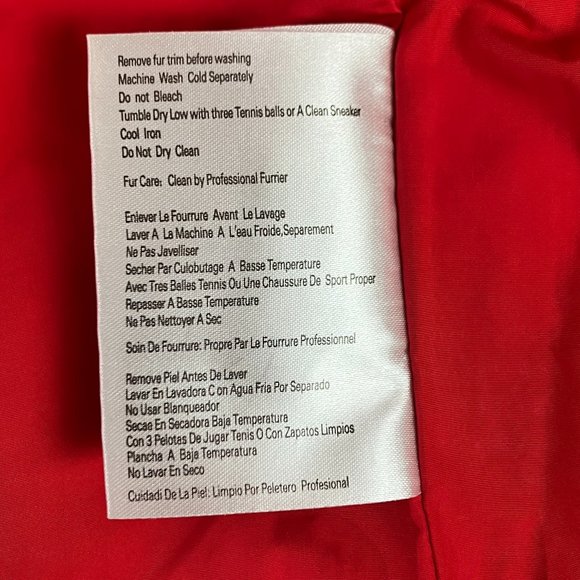 Remove fur trim before washing
Machine Wash Cold Separately
Do not Bleach
Tumble Dry Low with three Tennis balls or A Clean Sneaker
Cool Iron
Do Not Dry Clean
Fur Care: Clean by Professional Furrier
Enlever Le Fourrure Avant Le Lavage
Laver A La Machine A L'eau Froide,Separement
Ne Pas Javelliser
Secher Par Culobutage A Basse Temperature
Avec Tres Balles Tennis Ou Une Chaussure De Sport Proper
Repasser A Basse Temperature
Ne Pas Nettoyer A Sec
Soin De Fourrure: Propre Par Le Fourrure Professionnel
Remove Piel Antes De Laver
Lavar En Lavadora C on Agua Fria Por Separado
No Usar Blanqueador
Secae En Secadora Baja Temperatura
Con 3 Pelotas De Jugar Tenis O Con Zapatos Limpios
Plancha A Baja Temperatura
No Lavar En Seco
Cuidadi De La Piel: Limpio Por Peletero Profesional